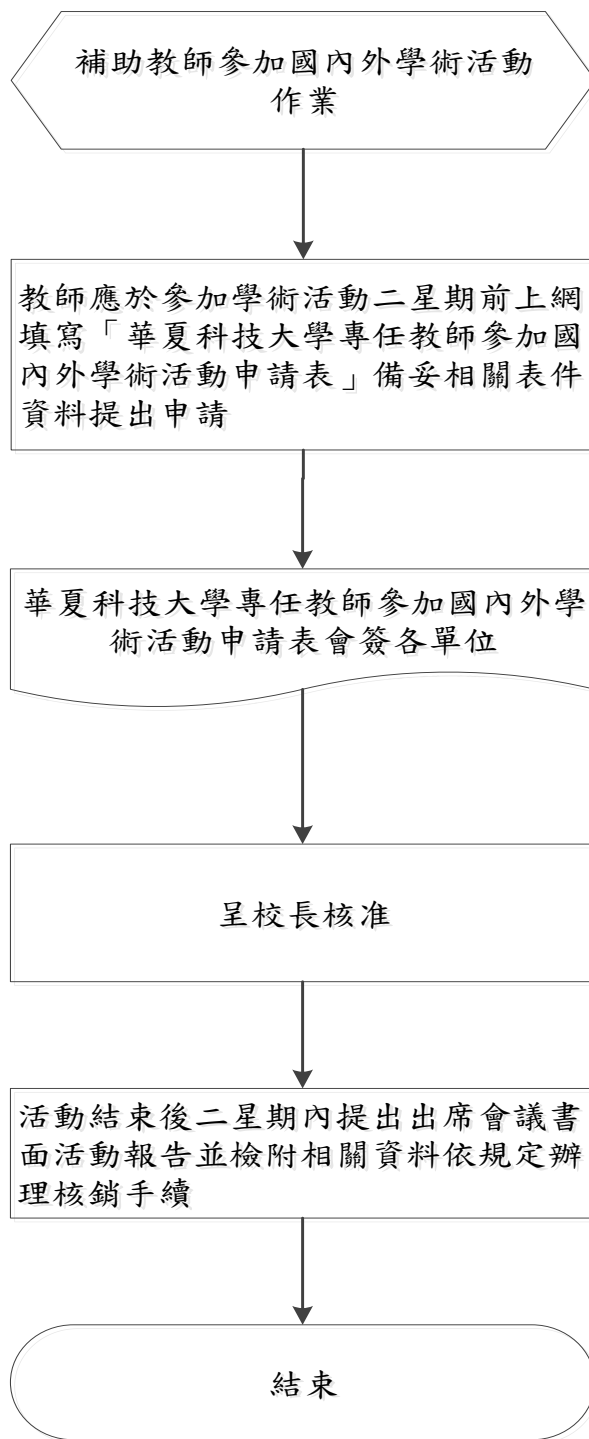 補助教師參加國內外學術活動
作業
教師應於參加學術活動二星期前上網
填寫「華夏科技大學專任教師參加國
內外學術活動申請表」備妥相關表件
資料提出申請
華夏科技大學專任教師參加國內外學
術活動申請表會簽各單位
呈校長核准
活動結束後二星期內提出出席會議書
面活動報告並檢附相關資料依規定辦
理核銷手續
結束